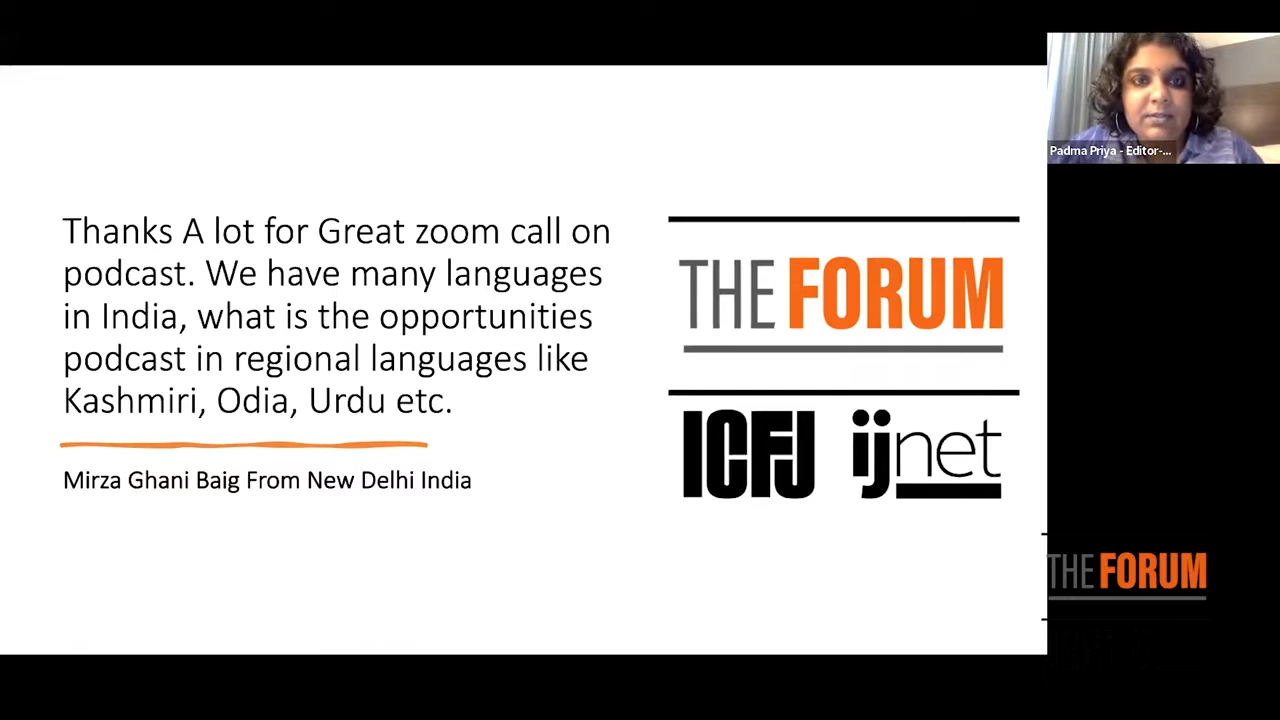 Thanks A lot for Great zoom call on
podcast. We have many languages
in India, what is the opportunities
podcast in regional languages like
Kashmiri, Odia, Urdu etc.
Mirza Ghani Baig From New Delhi India
THE FORUM
ICFJ ijnet
Padma Priya - Editor-...
THE FORUM